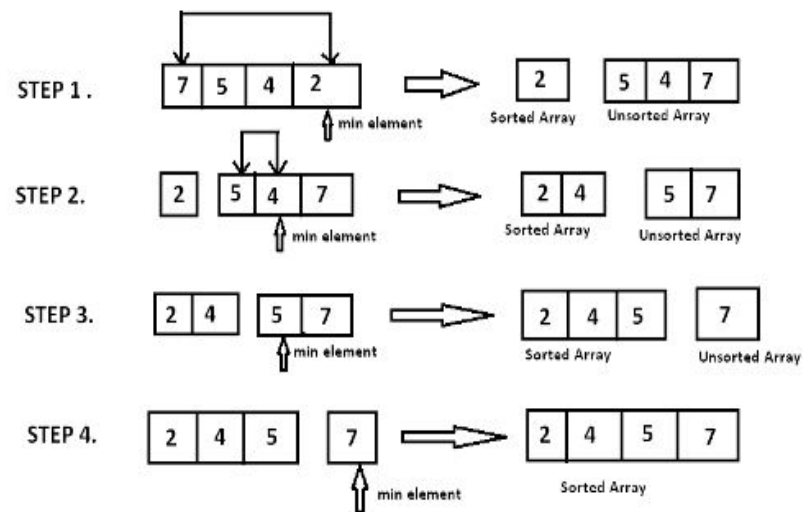 STEP 1 .
7 5 4 2
min element
2
Sorted Array
5 4 7
Unsorted Array
STEP 2.
2
5 4 7
min element
2 4
Sorted Array
5 7
Unsorted Array
STEP 3.
2 4
5 7
min element
2 4 5
Sorted Array
7
Unsorted Array
STEP 4.
2 4 5
7
min element
2 4 5 7
Sorted Array